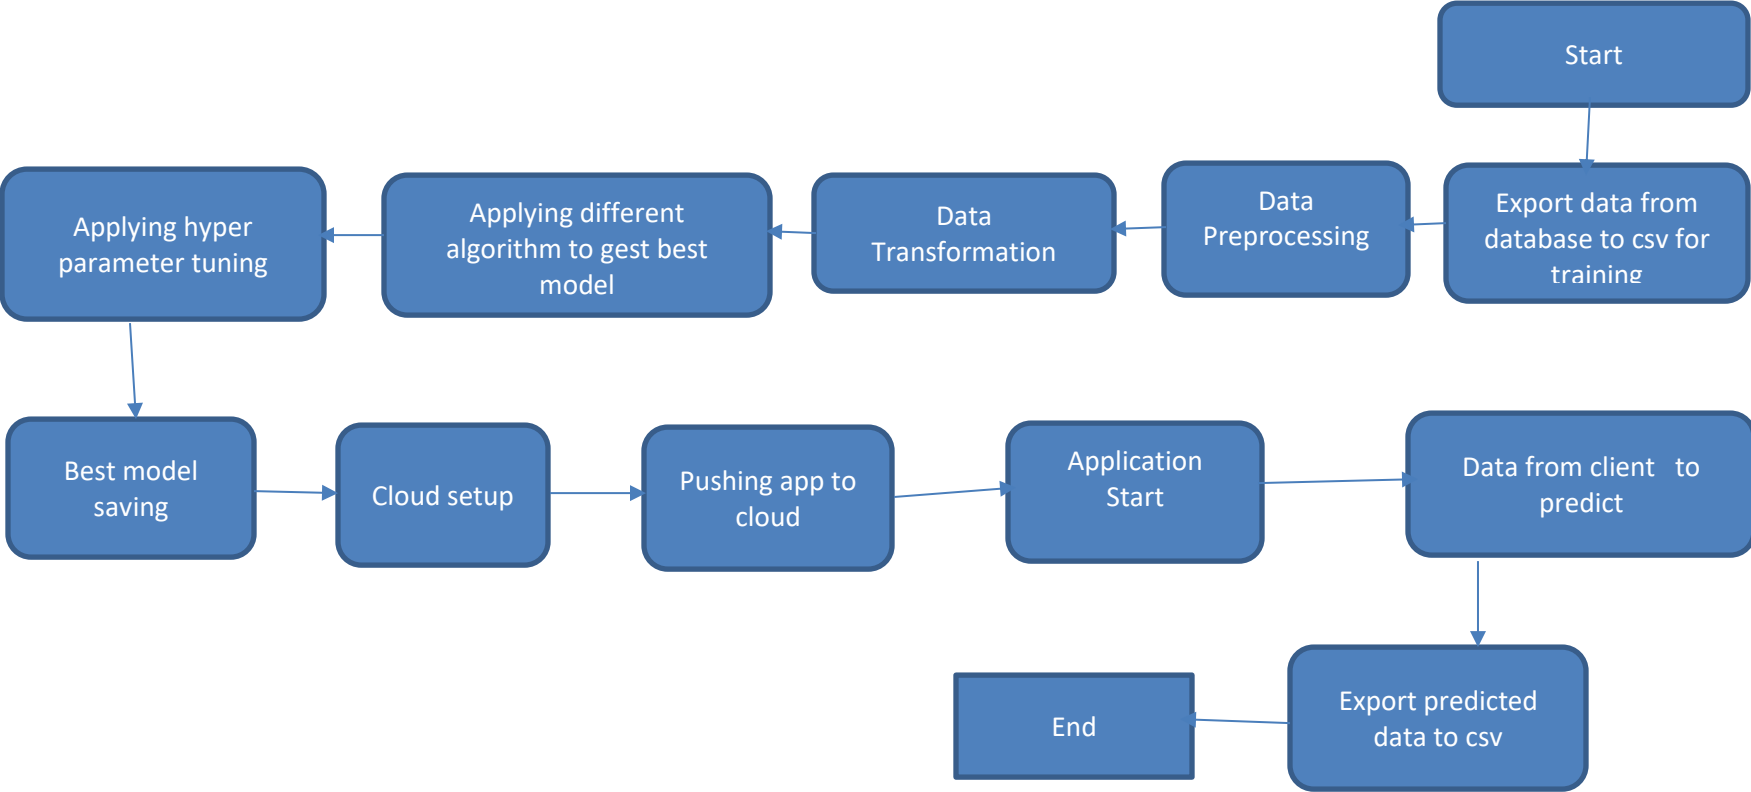 Start
Export data from
database to csv for
training
Data
Preprocessing
Data
Transformation
Applying different
algorithm to gest best
model
Applying hyper
parameter tuning
Best model
saving
Cloud setup
Pushing app to
cloud
Application
Start
Data from client to
predict
Export predicted
data to csv
End